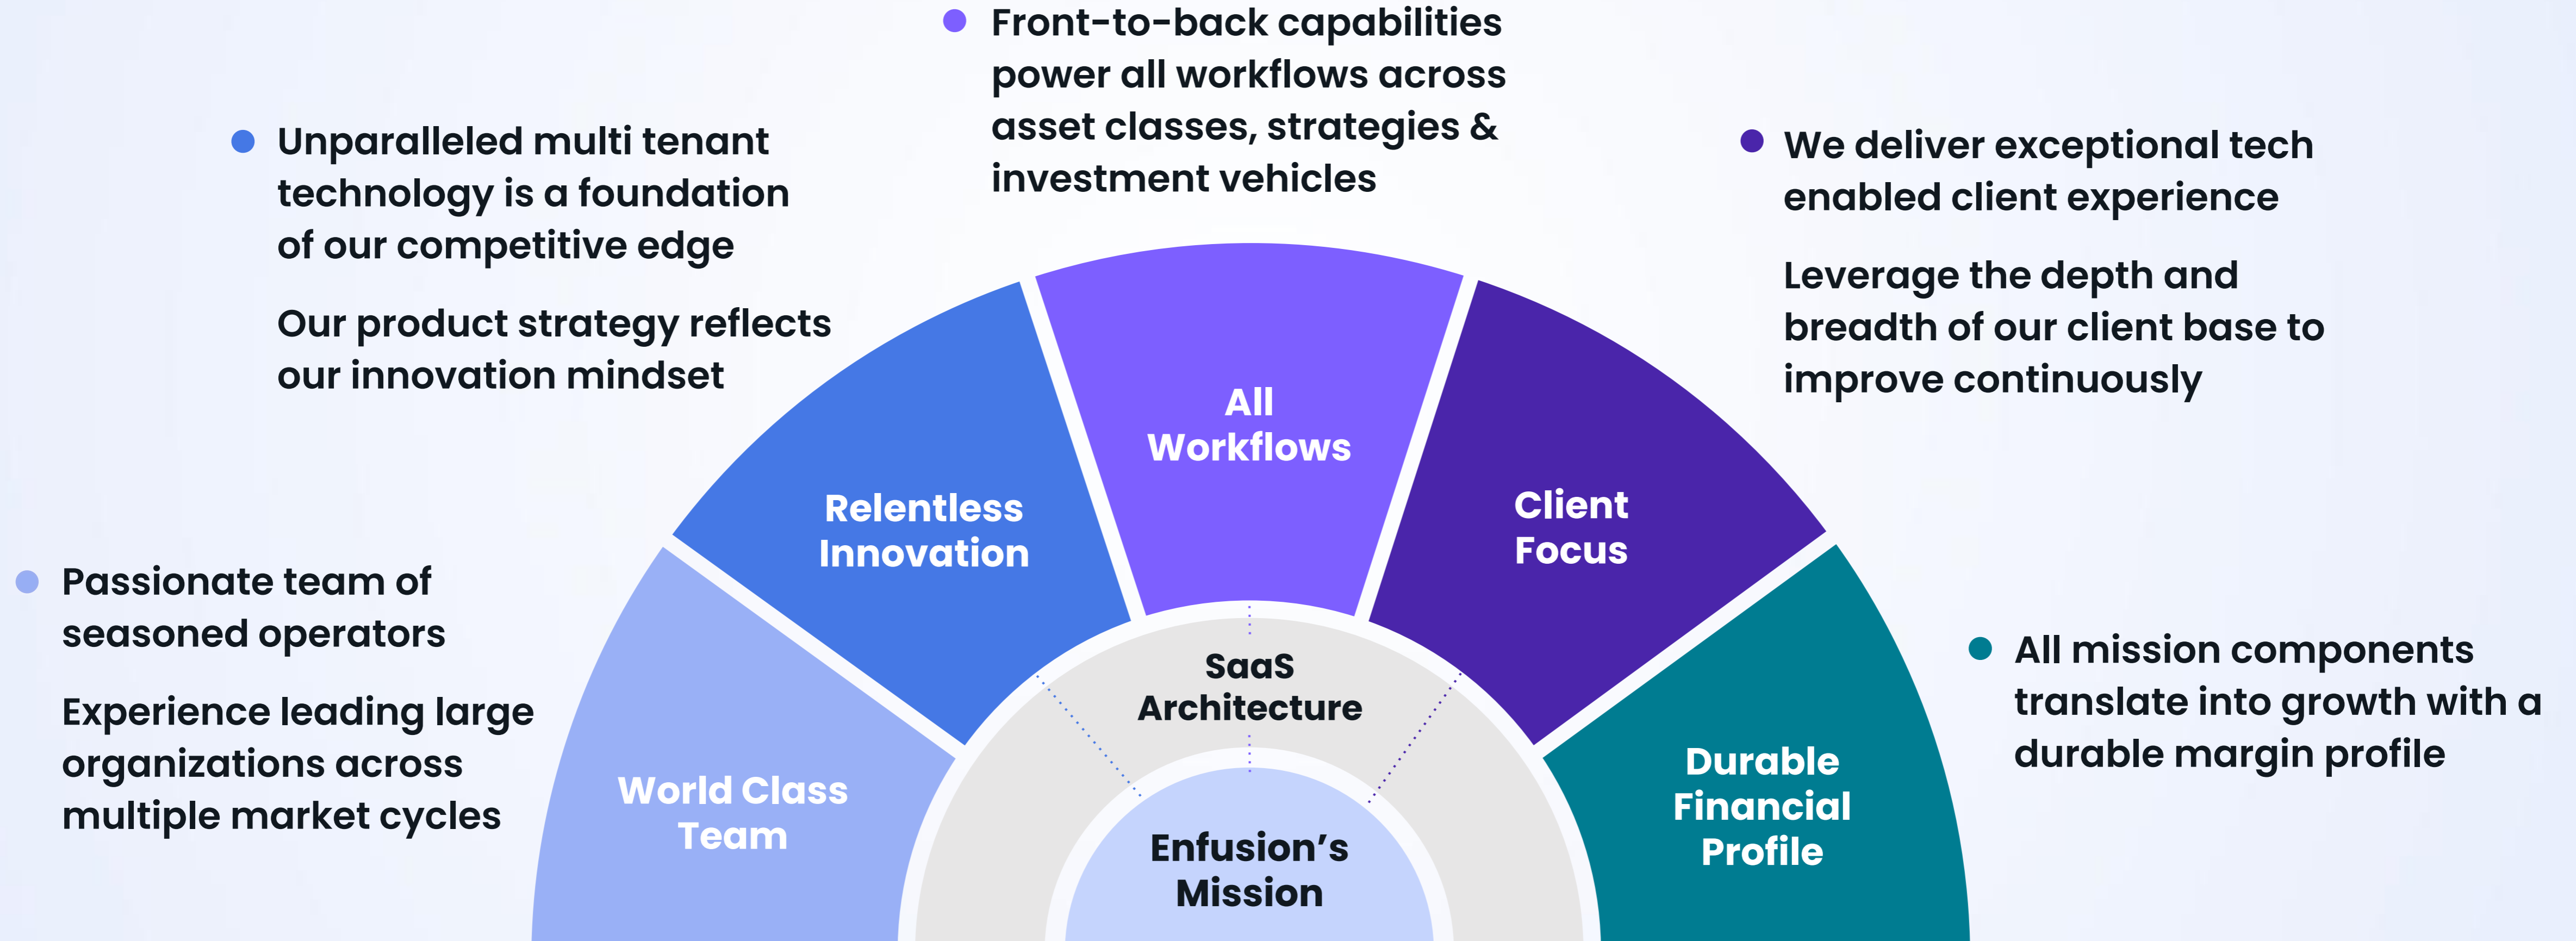 Front-to-back capabilities
power all workflows across
asset classes, strategies &
investment vehicles
Unparalleled multi tenant
technology is a foundation
of our competitive edge
Our product strategy reflects
our innovation mindset
We deliver exceptional tech
enabled client experience
Leverage the depth and
breadth of our client base to
improve continuously
Passionate team of
seasoned operators
Experience leading large
organizations across
multiple market cycles
All mission components
translate into growth with a
durable margin profile
World Class
Team
Relentless
Innovation
All
Workflows
Client
Focus
Durable
Financial
Profile
SaaS
Architecture
Enfusion’s
Mission